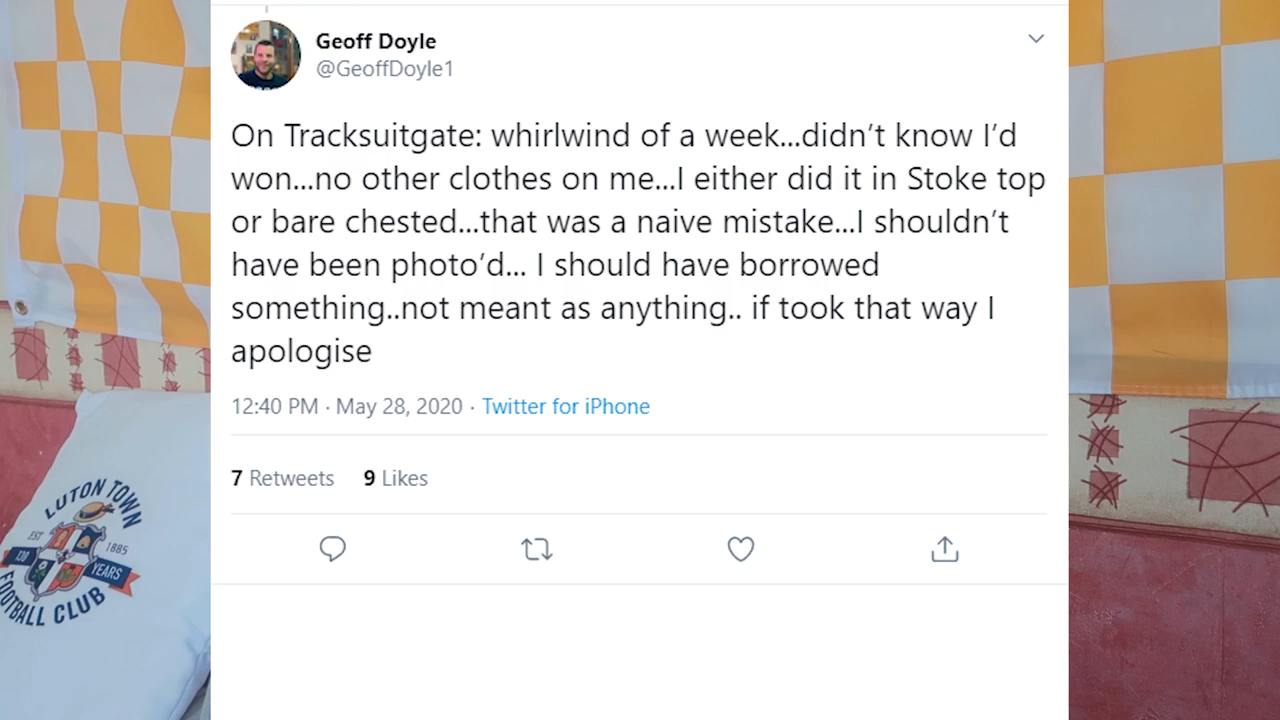 Geoff Doyle
@GeoffDoyle1
On Tracksuitgate: whirlwind of a week...didn't know I'd
won...no other clothes on me...I either did it in Stoke top
or bare chested...that was a naive mistake...I shouldn't
have been photo'd... I should have borrowed
something..not meant as anything.. if took that way I
apologise
12:40 PM · May 28, 2020 · Twitter for iPhone
7 Retweets 9 Likes
LUTON TOWN
EST 1885
130 YEARS
FOOTBALL CLUB